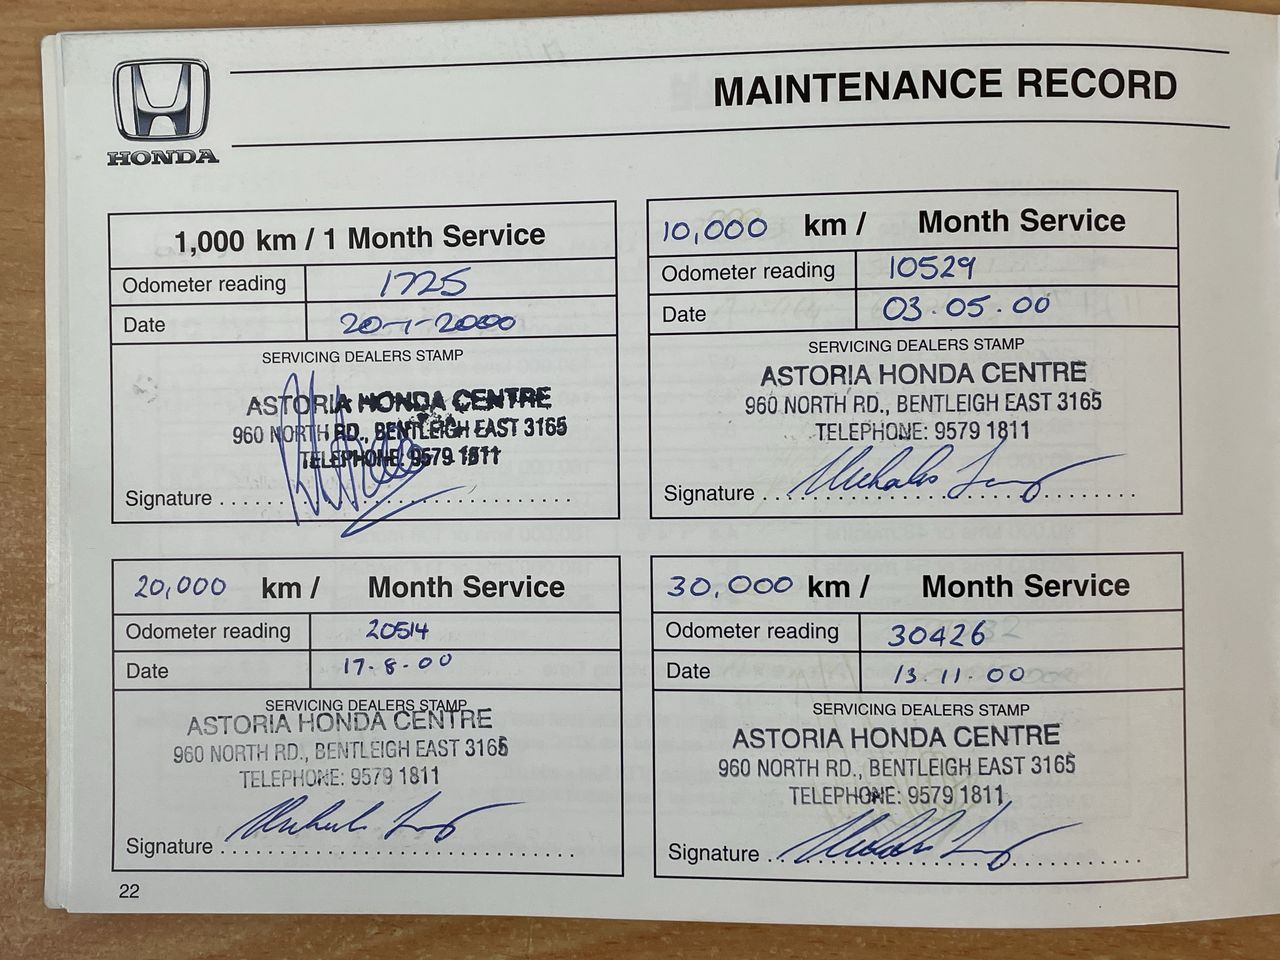 HONDA
MAINTENANCE RECORD
1,000 km / 1 Month Service
Odometer reading 1725
Date 20-1-2000
SERVICING DEALERS STAMP
ASTORIA HONDA CENTRE
960 NORTH RD., BENTLEIGH EAST 3165
TELEPHONE: 9579 1811
Signature
10,000 km / Month Service
Odometer reading 10529
Date 03.05.00
SERVICING DEALERS STAMP
ASTORIA HONDA CENTRE
960 NORTH RD., BENTLEIGH EAST 3165
TELEPHONE: 9579 1811
Signature
20,000 km / Month Service
Odometer reading 20514
Date 17-8-00
SERVICING DEALERS STAMP
ASTORIA HONDA CENTRE
960 NORTH RD., BENTLEIGH EAST 3165
TELEPHONE: 9579 1811
Signature
30,000 km / Month Service
Odometer reading 30426
Date 13.11.00
SERVICING DEALERS STAMP
ASTORIA HONDA CENTRE
960 NORTH RD., BENTLEIGH EAST 3165
TELEPHONE: 9579 1811
Signature
22